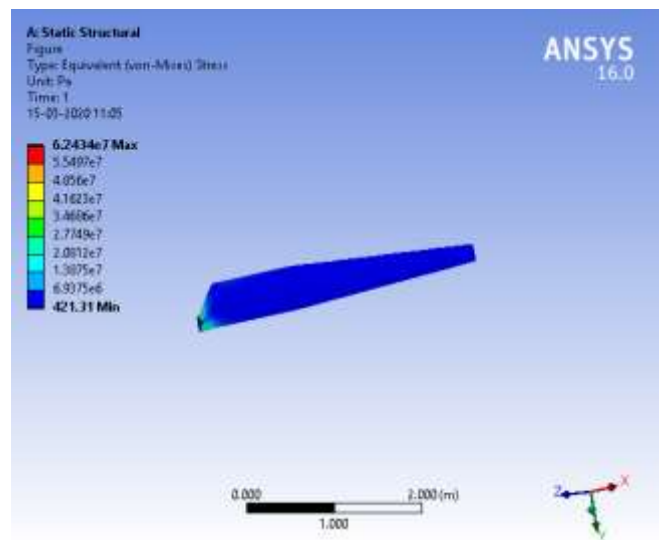 A: Static Structural
Figure
Type: Equivalent (von-Mises) Stress
Unit: Pa
Time: 1
15-05-2020 11:05
6.2434e7 Max
5.5497e7
4.856e7
4.1623e7
3.4686e7
2.7749e7
2.0812e7
1.3875e7
6.9375e6
421.31 Min
ANSYS
16.0
0.000
2.000 (m)
1.000
Z
X
Y